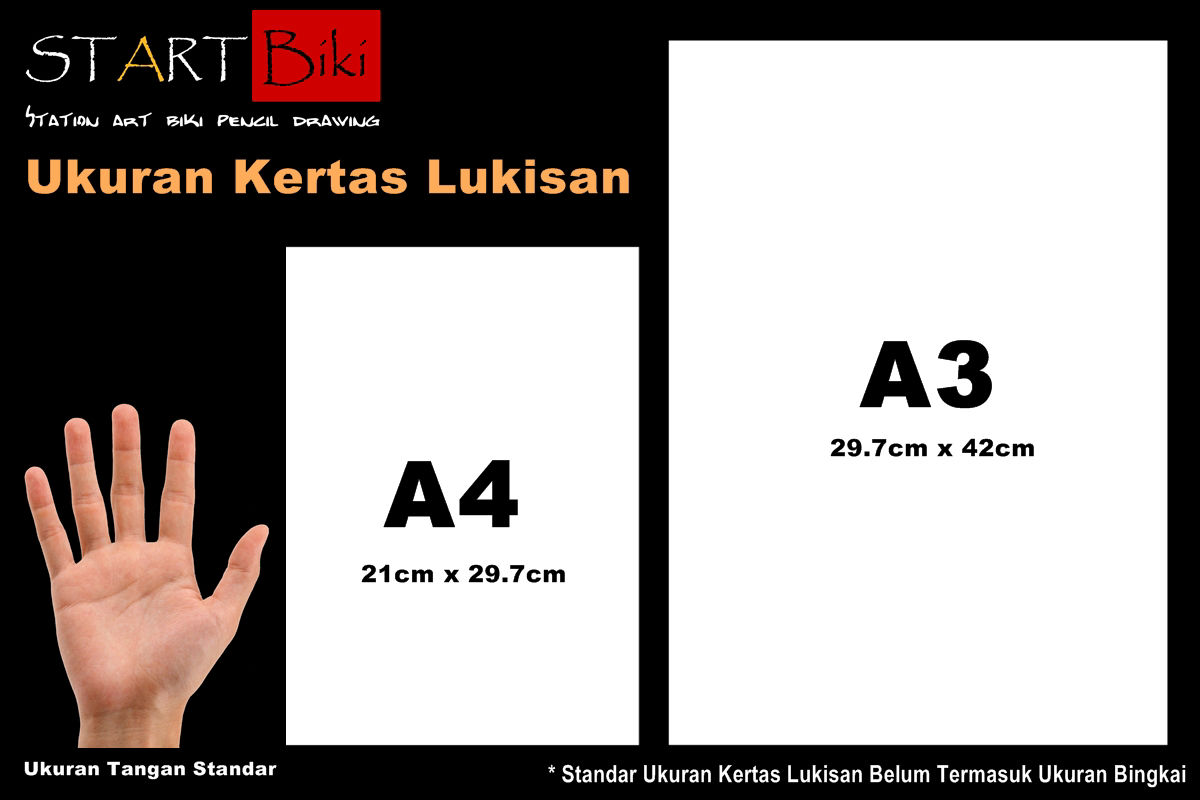 START Biki
STATION ART BIKI PENCIL DRAWING
Ukuran Kertas Lukisan
A4
21cm x 29.7cm
A3
29.7cm x 42cm
Ukuran Tangan Standar
* Standar Ukuran Kertas Lukisan Belum Termasuk Ukuran Bingkai